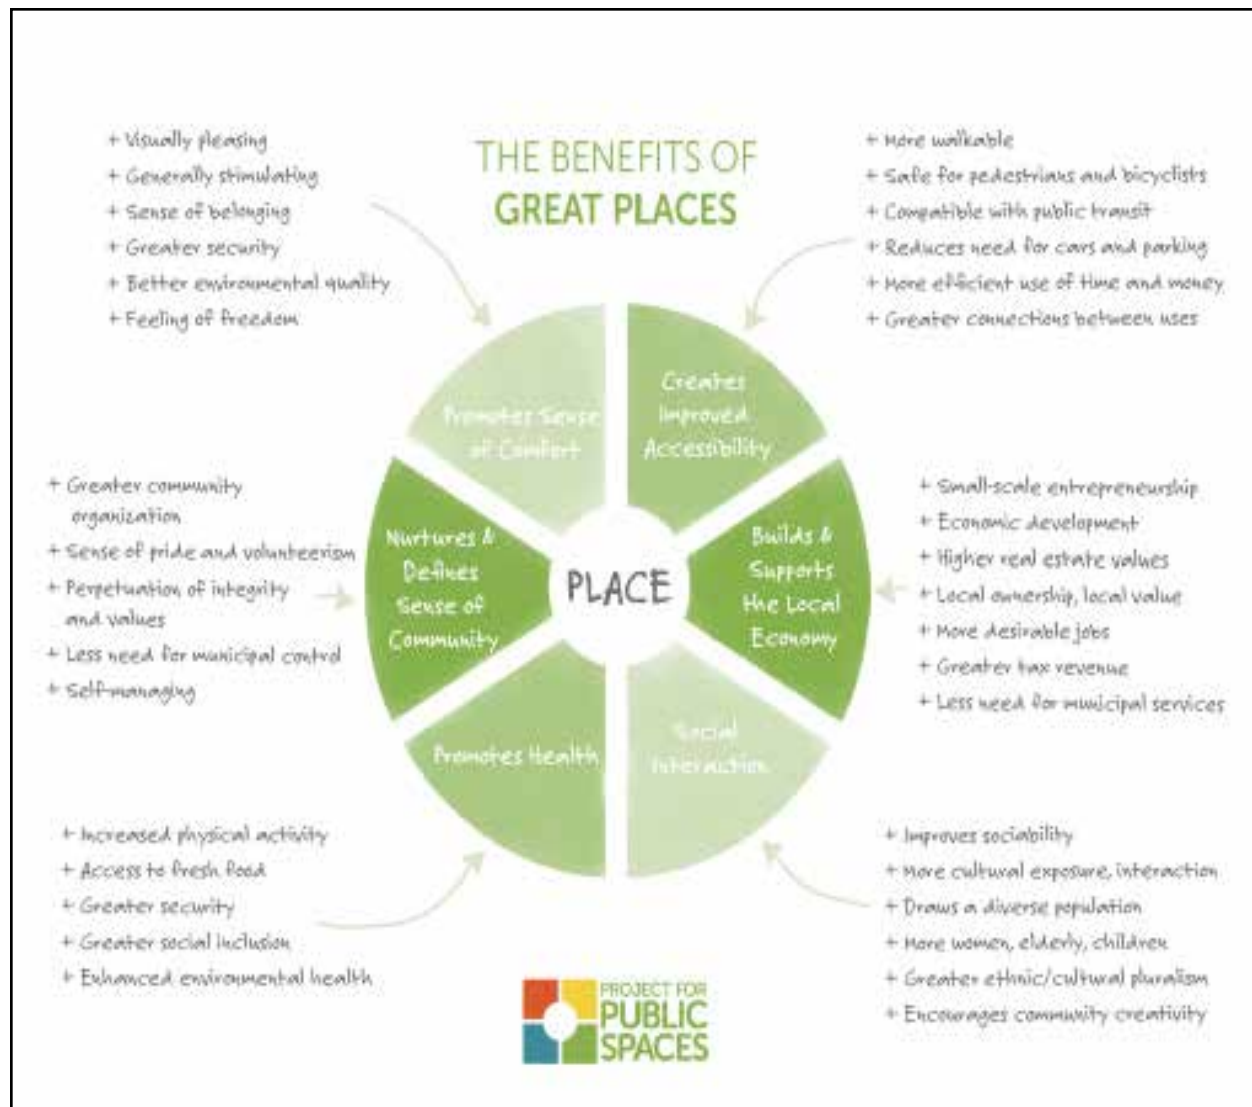 THE BENEFITS OF
GREAT PLACES
+ Visually pleasing
+ Generally stimulating
+ Sense of belonging
+ Greater security
+ Better environmental quality
+ Feeling of freedom
+ More walkable
+ Safe for pedestrians and bicyclists
+ Compatible with public transit
+ Reduces need for cars and parking
+ More efficient use of time and money
+ Greater connections between uses
Promotes Sense
of Comfort
Creates
Improved
Accessibility
+ Greater community
organization
+ Sense of pride and volunteerism
+ Perpetuation of integrity
and values
+ Less need for municipal control
+ Self-managing
Nurtures &
Defines
Sense of
Community
PLACE
Builds &
Supports
the Local
Economy
+ Small-scale entrepreneurship
+ Economic development
+ Higher real estate values
+ Local ownership, local value
+ More desirable jobs
+ Greater tax revenue
+ Less need for municipal services
Promotes Health
Social
Interaction
+ Increased physical activity
+ Access to fresh food
+ Greater security
+ Greater social inclusion
+ Enhanced environmental health
+ Improves sociability
+ More cultural exposure, interaction
+ Draws a diverse population
+ More women, elderly, children
+ Greater ethnic/cultural pluralism
+ Encourages community creativity
PROJECT FOR
PUBLIC
SPACES